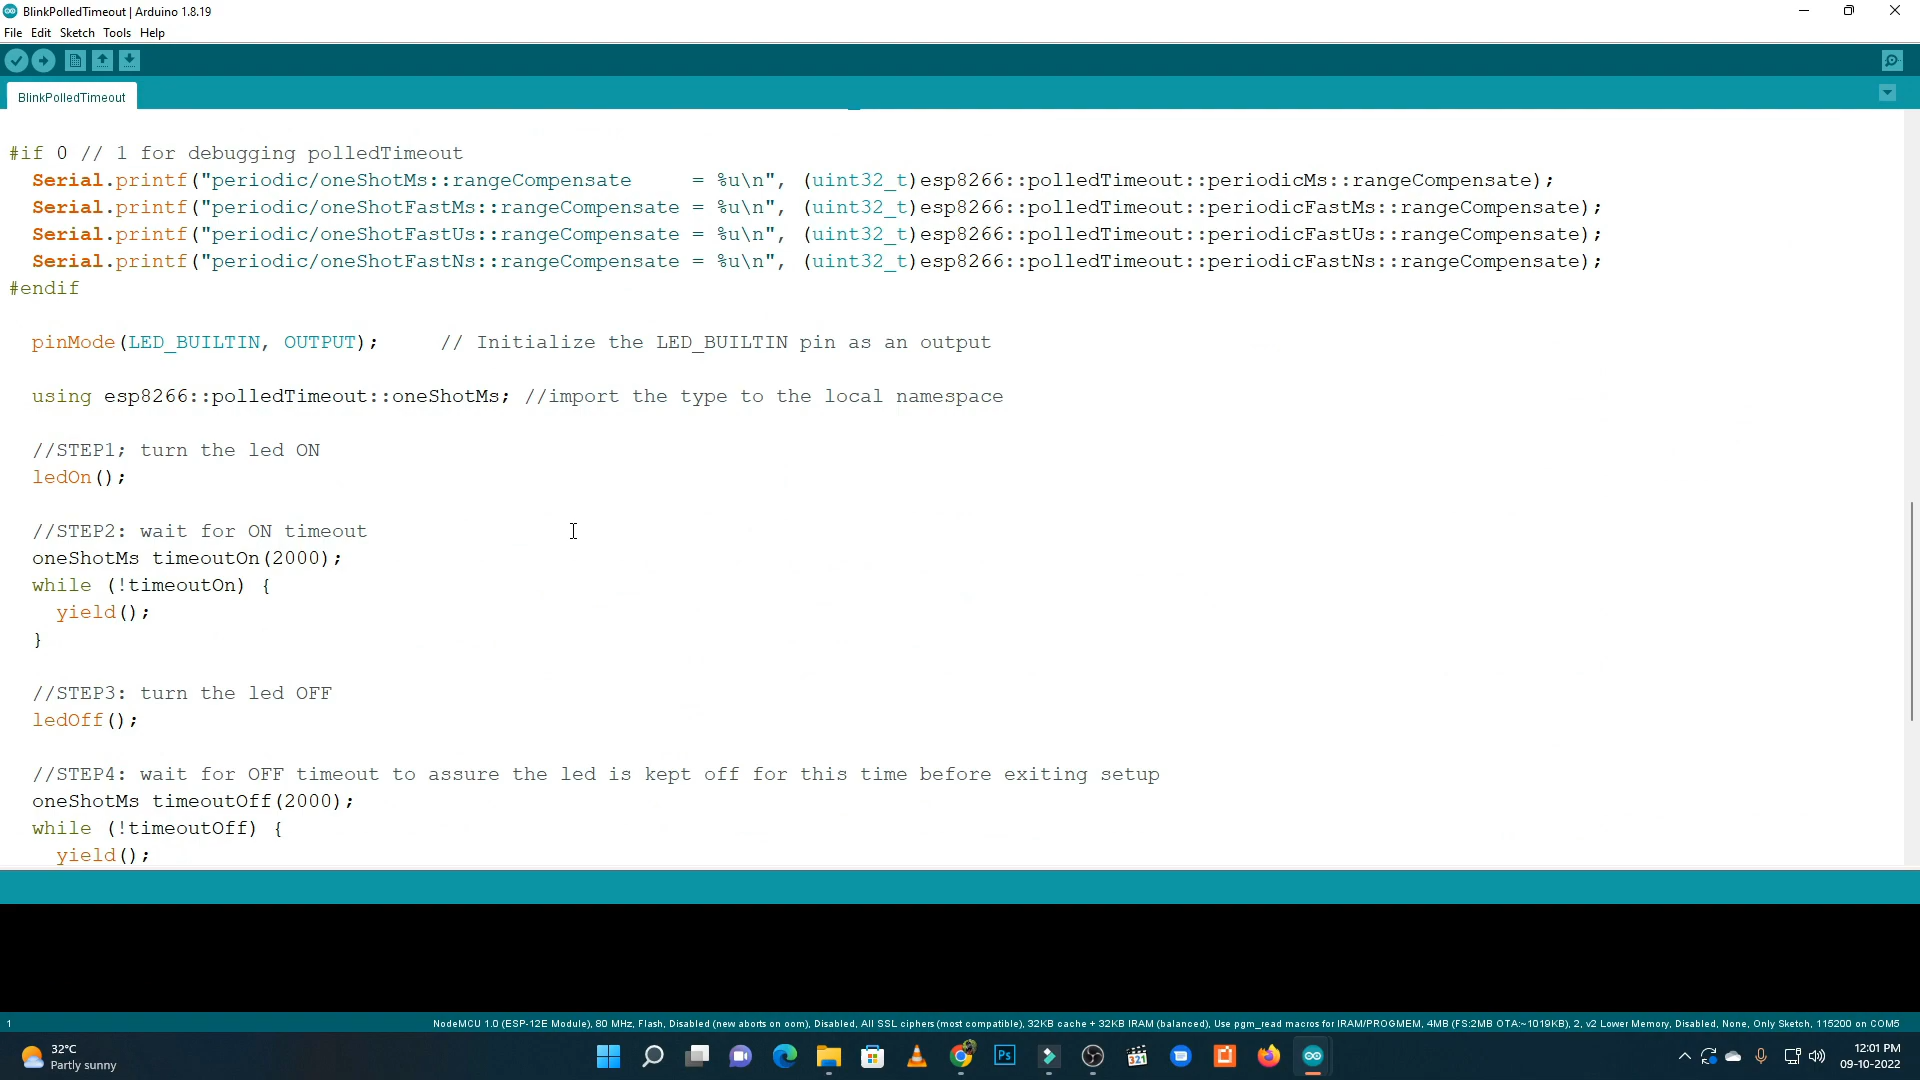 BlinkPolledTimeout | Arduino 1.8.19
File Edit Sketch Tools Help
BlinkPolledTimeout
#if 0 // 1 for debugging polledTimeout
  Serial.printf("periodic/oneShotMs::rangeCompensate     = %u\n", (uint32_t)esp8266::polledTimeout::periodicMs::rangeCompensate);
  Serial.printf("periodic/oneShotFastMs::rangeCompensate = %u\n", (uint32_t)esp8266::polledTimeout::periodicFastMs::rangeCompensate);
  Serial.printf("periodic/oneShotFastUs::rangeCompensate = %u\n", (uint32_t)esp8266::polledTimeout::periodicFastUs::rangeCompensate);
  Serial.printf("periodic/oneShotFastNs::rangeCompensate = %u\n", (uint32_t)esp8266::polledTimeout::periodicFastNs::rangeCompensate);
#endif
  pinMode(LED_BUILTIN, OUTPUT);     // Initialize the LED_BUILTIN pin as an output
  using esp8266::polledTimeout::oneShotMs; //import the type to the local namespace
  //STEP1; turn the led ON
  ledOn();
  //STEP2: wait for ON timeout
  oneShotMs timeoutOn(2000);
  while (!timeoutOn) {
    yield();
  }
  //STEP3: turn the led OFF
  ledOff();
  //STEP4: wait for OFF timeout to assure the led is kept off for this time before exiting setup
  oneShotMs timeoutOff(2000);
  while (!timeoutOff) {
    yield();
1
NodeMCU 1.0 (ESP-12E Module), 80 MHz, Flash, Disabled (new aborts on oom), Disabled, All SSL ciphers (most compatible), 32KB cache + 32KB IRAM (balanced), Use pgm_read macros for IRAM/PROGMEM, 4MB (FS:2MB OTA:~1019KB), 2, v2 Lower Memory, Disabled, None, Only Sketch, 115200 on COM5
32°C
Partly sunny
Ps
321
12:01 PM
09-10-2022